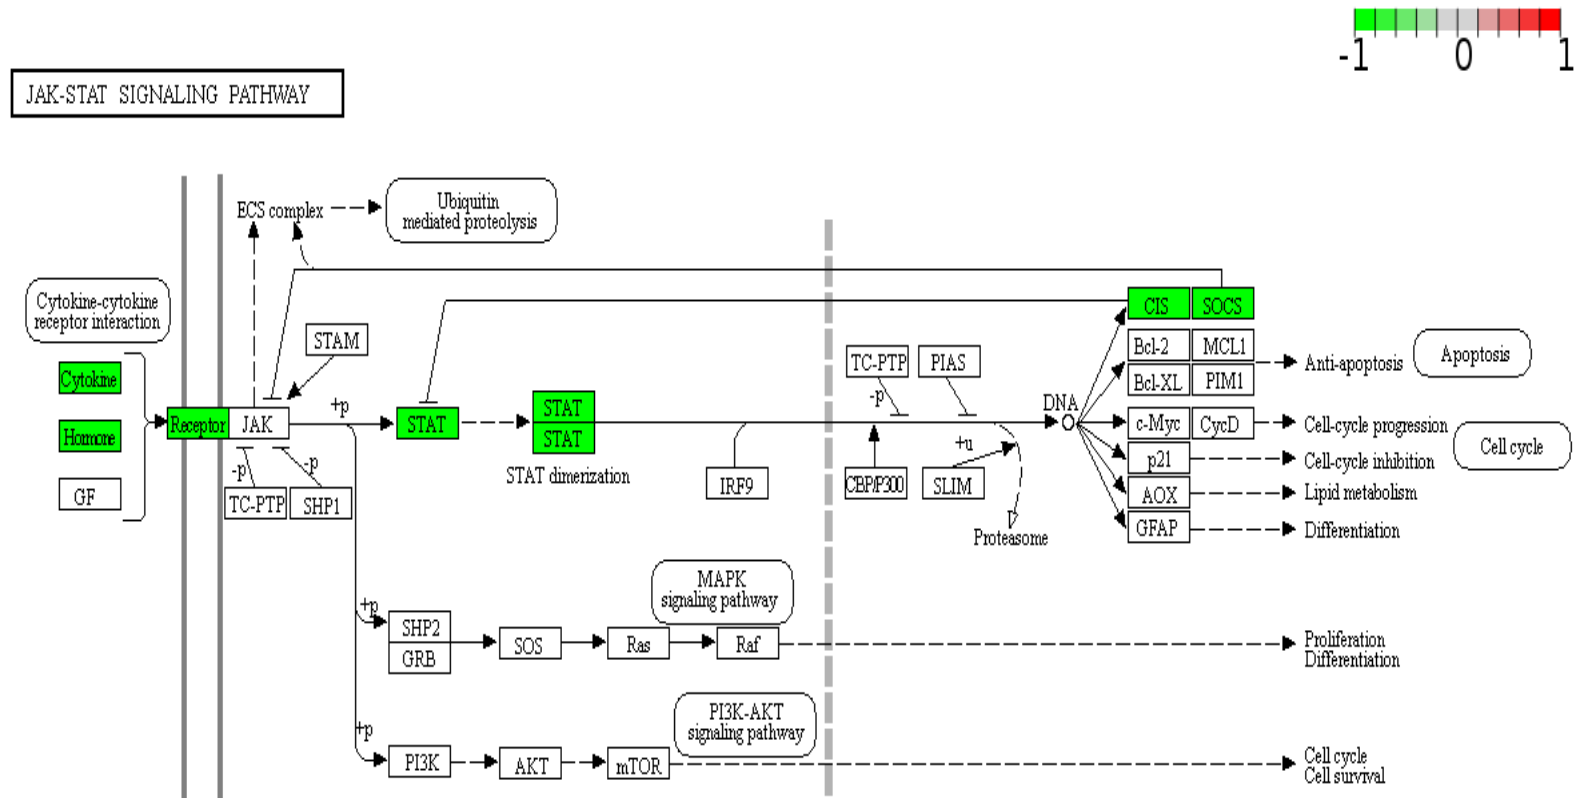 -1 0 1
JAK-STAT SIGNALING PATHWAY
ECS complex
Ubiquitin
mediated proteolysis
Cytokine-cytokine
receptor interaction
Cytokine
Hormone
GF
Receptor
JAK
STAM
+p
STAT
STAT
STAT
STAT dimerization
-p
-p
TC-PTP
SHP1
IRF9
TC-PTP
PIAS
-p
CBP/P300
+u
SLIM
Proteasome
DNA
CIS
SOCS
Bcl-2
MCL1
Bcl-XL
PIM1
Anti-apoptosis
Apoptosis
c-Myc
CycD
Cell-cycle progression
Cell cycle
p21
Cell-cycle inhibition
AOX
Lipid metabolism
GFAP
Differentiation
MAPK
signaling pathway
+p
SHP2
GRB
SOS
Ras
Raf
Proliferation
Differentiation
PI3K-AKT
signaling pathway
+p
PI3K
AKT
mTOR
Cell cycle
Cell survival